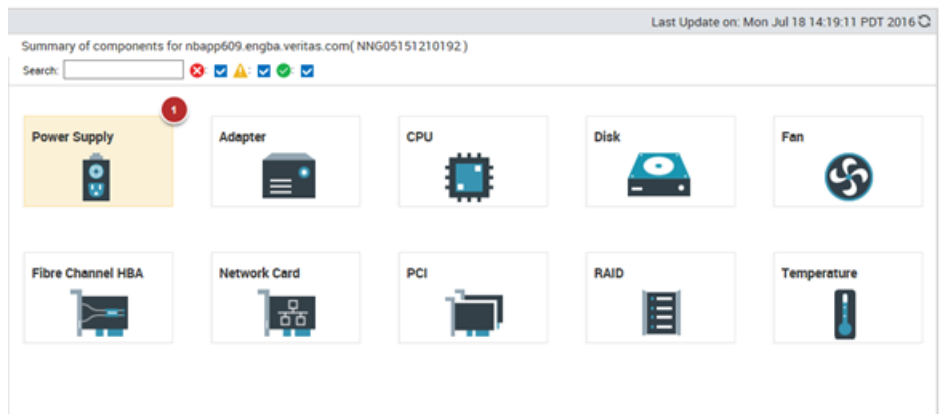 Last Update on: Mon Jul 18 14:19:11 PDT 2016
Summary of components for nbapp609.engba.veritas.com( NNG05151210192 )
Search:
1
Power Supply
Adapter
CPU
Disk
Fan
Fibre Channel HBA
Network Card
PCI
RAID
Temperature